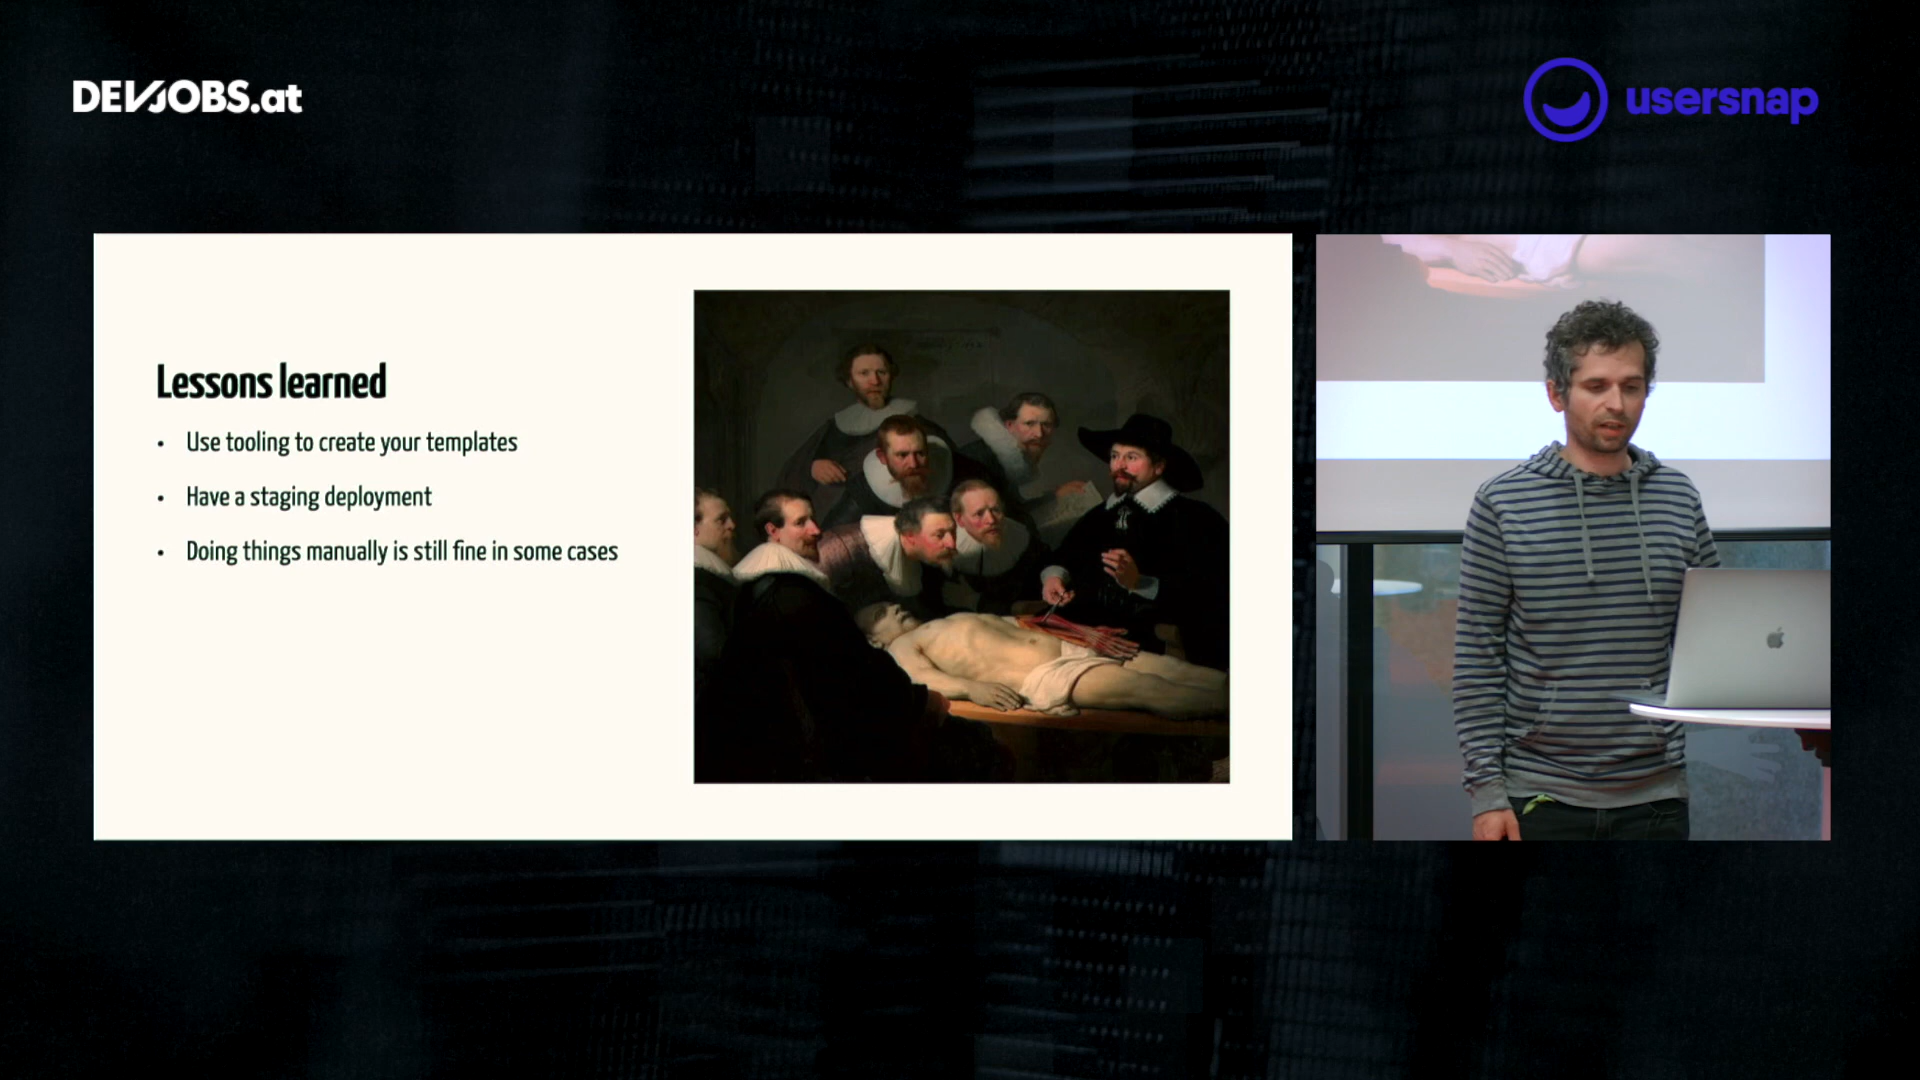 DEVJOBS.at
usersnap
Lessons learned
• Use tooling to create your templates
• Have a staging deployment
• Doing things manually is still fine in some cases